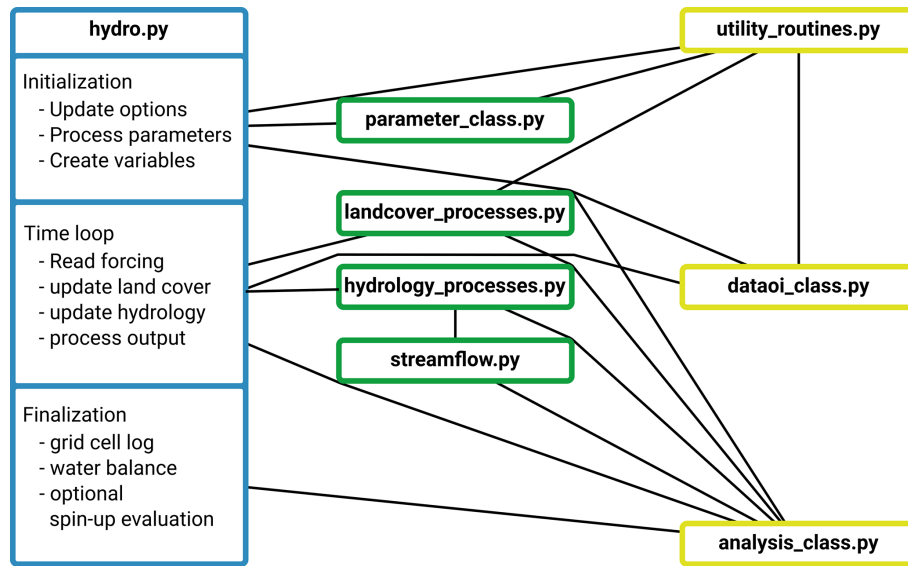 hydro.py
Initialization
- Update options
- Process parameters
- Create variables
Time loop
- Read forcing
- update land cover
- update hydrology
- process output
Finalization
- grid cell log
- water balance
- optional
spin-up evaluation
parameter_class.py
landcover_processes.py
hydrology_processes.py
streamflow.py
utility_routines.py
dataoi_class.py
analysis_class.py